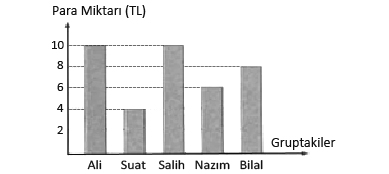 Para Miktarı (TL)
10
8
6
4
2
Gruptakiler
Ali Suat Salih Nazım Bilal